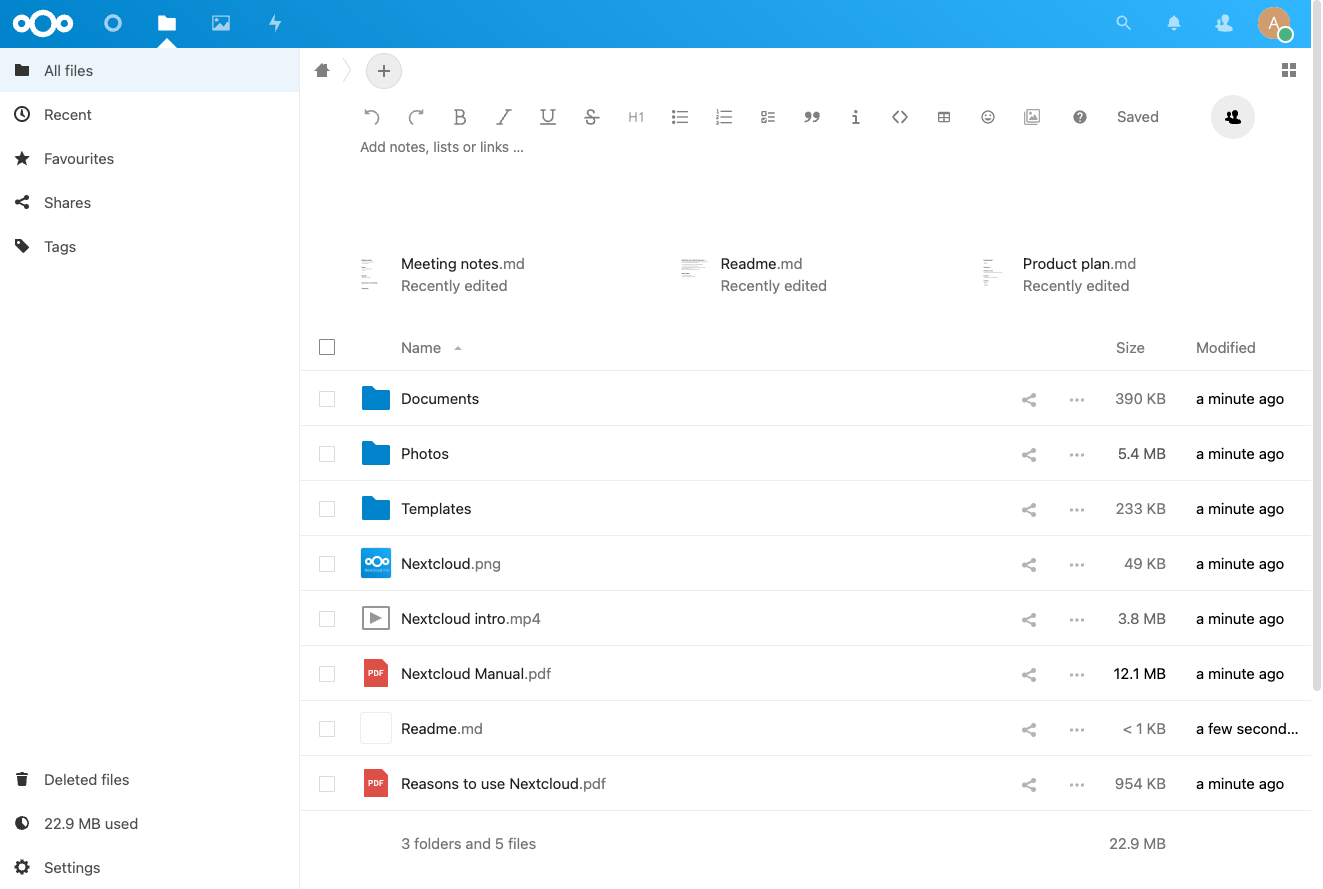 A
All files
Recent
Favourites
Shares
Tags
Deleted files
22.9 MB used
Settings
H1
Saved
Add notes, lists or links ...
Meeting notes.md
Recently edited
Readme.md
Recently edited
Product plan.md
Recently edited
Name Size Modified
Documents 390 KB a minute ago
Photos 5.4 MB a minute ago
Templates 233 KB a minute ago
Nextcloud.png 49 KB a minute ago
Nextcloud intro.mp4 3.8 MB a minute ago
PDF Nextcloud Manual.pdf 12.1 MB a minute ago
Readme.md < 1 KB a few second...
PDF Reasons to use Nextcloud.pdf 954 KB a minute ago
3 folders and 5 files 22.9 MB